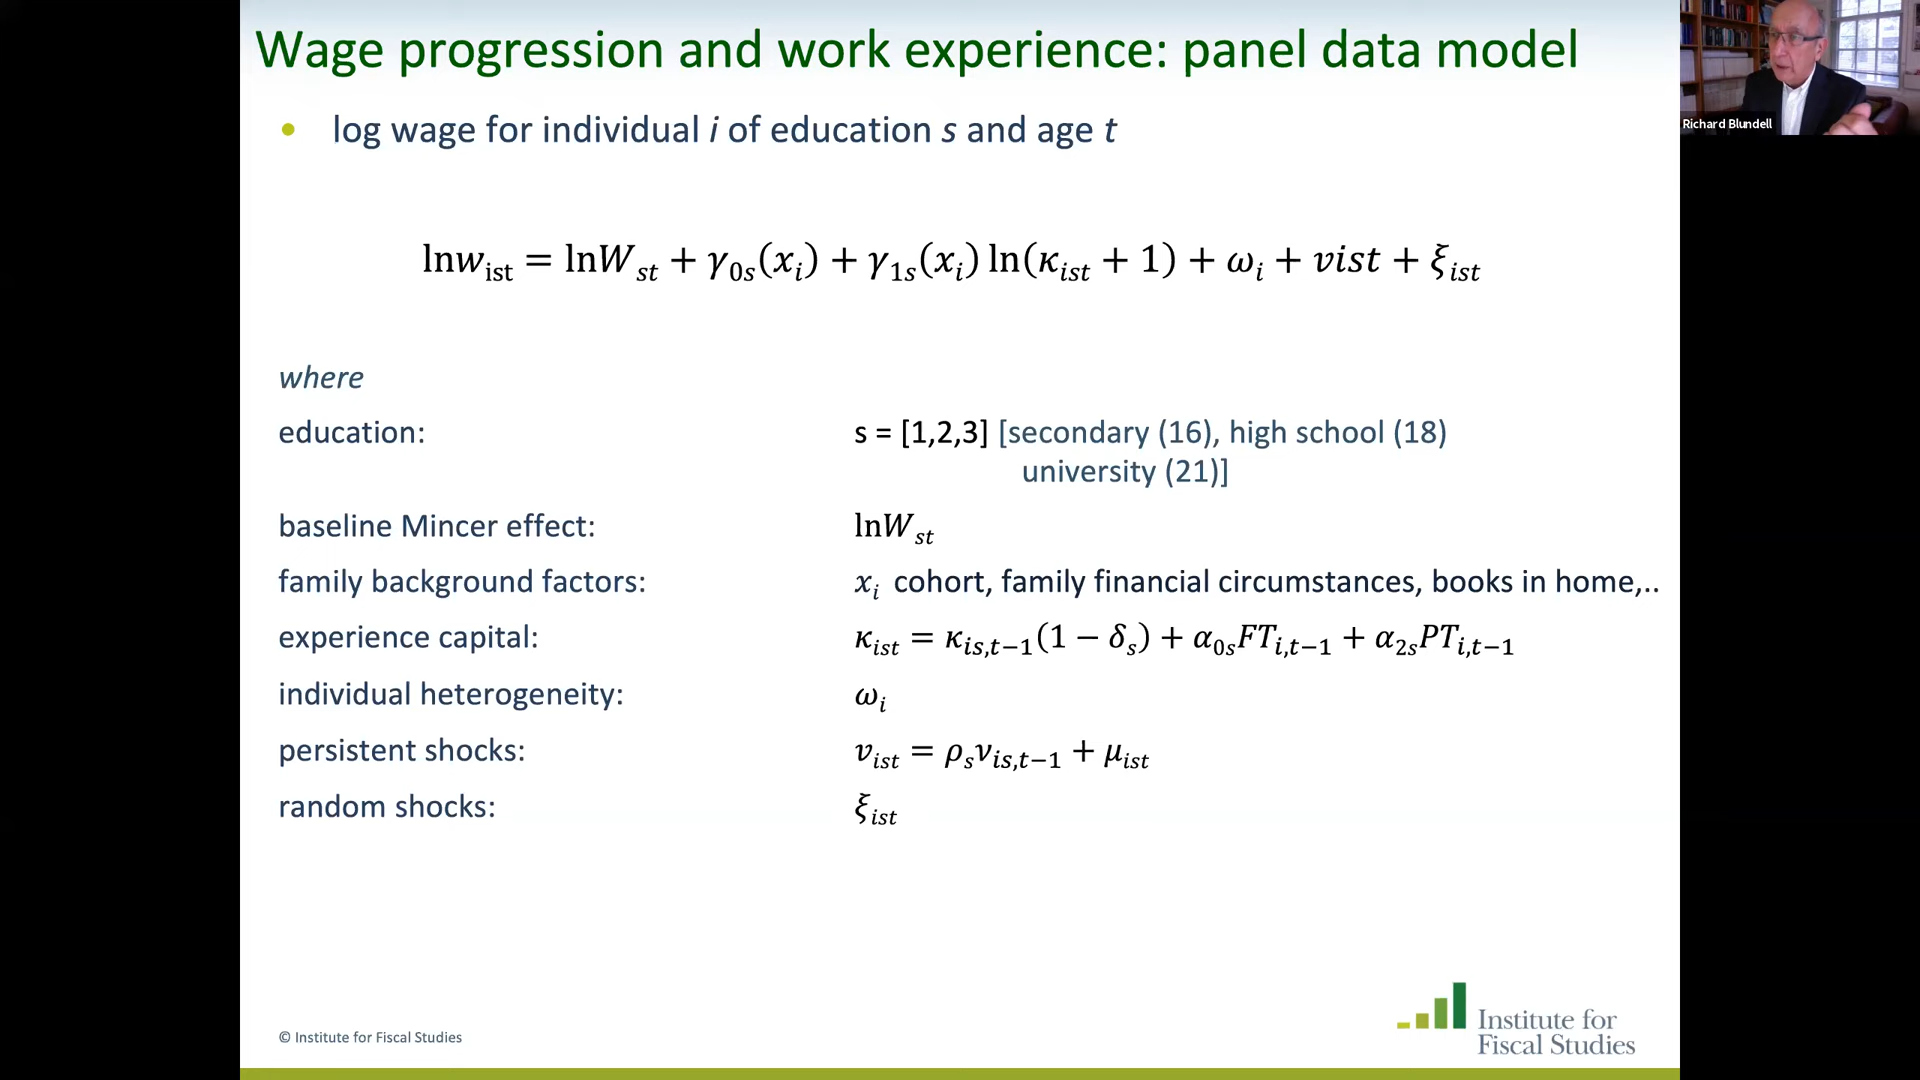 Wage progression and work experience: panel data model
• log wage for individual i of education s and age t
lnw_ist = lnW_st + γ_0s(x_i) + γ_1s(x_i) ln(κ_ist + 1) + ω_i + vist + ξ_ist
where
education: s = [1,2,3] [secondary (16), high school (18)
university (21)]
baseline Mincer effect: lnW_st
family background factors: x_i cohort, family financial circumstances, books in home,..
experience capital: κ_ist = κ_is,t−1(1 − δ_s) + α_0sFT_i,t−1 + α_2sPT_i,t−1
individual heterogeneity: ω_i
persistent shocks: v_ist = ρ_sν_is,t−1 + μ_ist
random shocks: ξ_ist
© Institute for Fiscal Studies
Institute for
Fiscal Studies
Richard Blundell